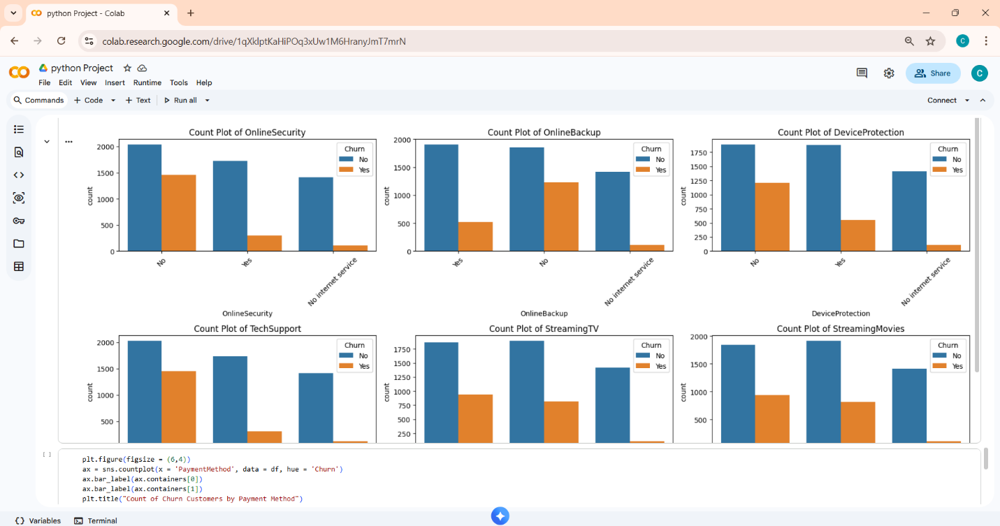 python Project - Colab
colab.research.google.com/drive/1qXklptKaHiPOq3xUw1M6HranyJmT7mrN
C
python Project
File Edit View Insert Runtime Tools Help
Share
C
Commands + Code + Text Run all
Connect
Count Plot of OnlineSecurity
2000
1500
1000
500
0
count
Churn
No
Yes
No
Yes
No internet service
OnlineSecurity
Count Plot of OnlineBackup
2000
1500
1000
500
0
count
Churn
No
Yes
Yes
No
No internet service
OnlineBackup
Count Plot of DeviceProtection
1750
1500
1250
1000
750
500
250
0
count
Churn
No
Yes
No
Yes
No internet service
DeviceProtection
Count Plot of TechSupport
2000
1500
1000
500
count
Churn
No
Yes
Count Plot of StreamingTV
1750
1500
1250
1000
750
500
250
count
Churn
No
Yes
Count Plot of StreamingMovies
2000
1500
1000
500
count
Churn
No
Yes
[ ]
plt.figure(figsize = (6,4))
ax = sns.countplot(x = 'PaymentMethod', data = df, hue = 'Churn')
ax.bar_label(ax.containers[0])
ax.bar_label(ax.containers[1])
plt.title("Count of Churn Customers by Payment Method")
Variables Terminal